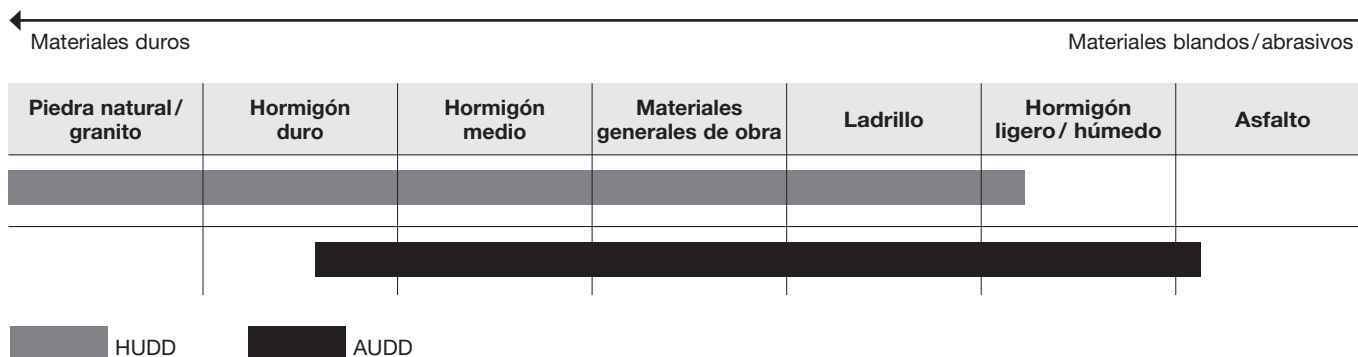 Materiales duros
Materiales blandos/abrasivos
Piedra natural/
granito
Hormigón
duro
Hormigón
medio
Materiales
generales de obra
Ladrillo
Hormigón
ligero/húmedo
Asfalto
HUDD
AUDD